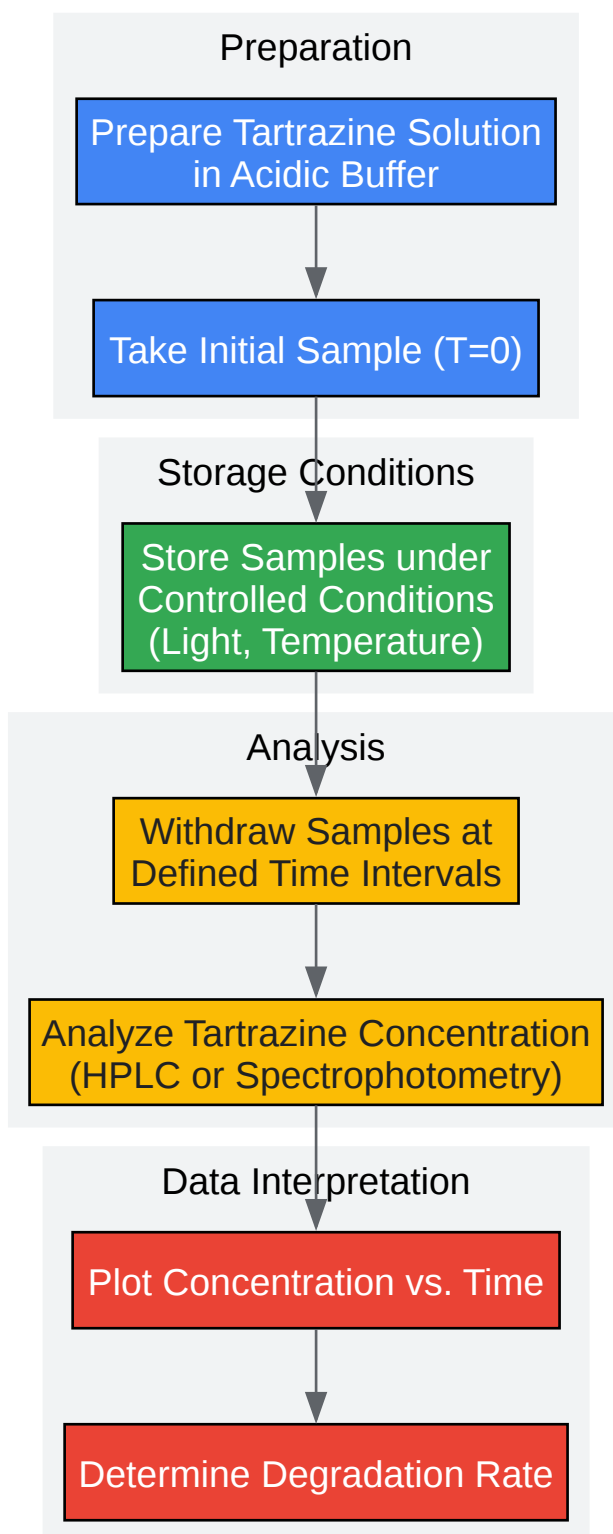 Preparation
Prepare Tartrazine Solution
in Acidic Buffer
Take Initial Sample (T=0)
Storage Conditions
Store Samples under
Controlled Conditions
(Light, Temperature)
Analysis
Withdraw Samples at
Defined Time Intervals
Analyze Tartrazine Concentration
(HPLC or Spectrophotometry)
Data Interpretation
Plot Concentration vs. Time
Determine Degradation Rate